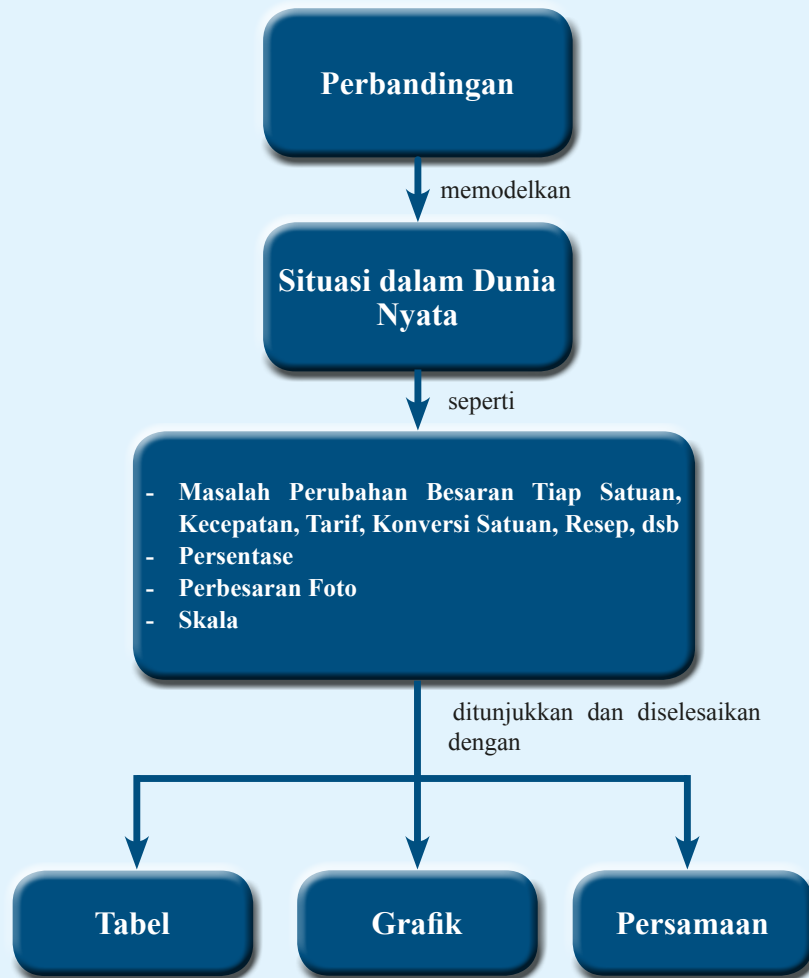 Perbandingan
memodelkan
Situasi dalam Dunia
Nyata
seperti
- Masalah Perubahan Besaran Tiap Satuan,
Kecepatan, Tarif, Konversi Satuan, Resep, dsb
- Persentase
- Perbesaran Foto
- Skala
ditunjukkan dan diselesaikan
dengan
Tabel
Grafik
Persamaan